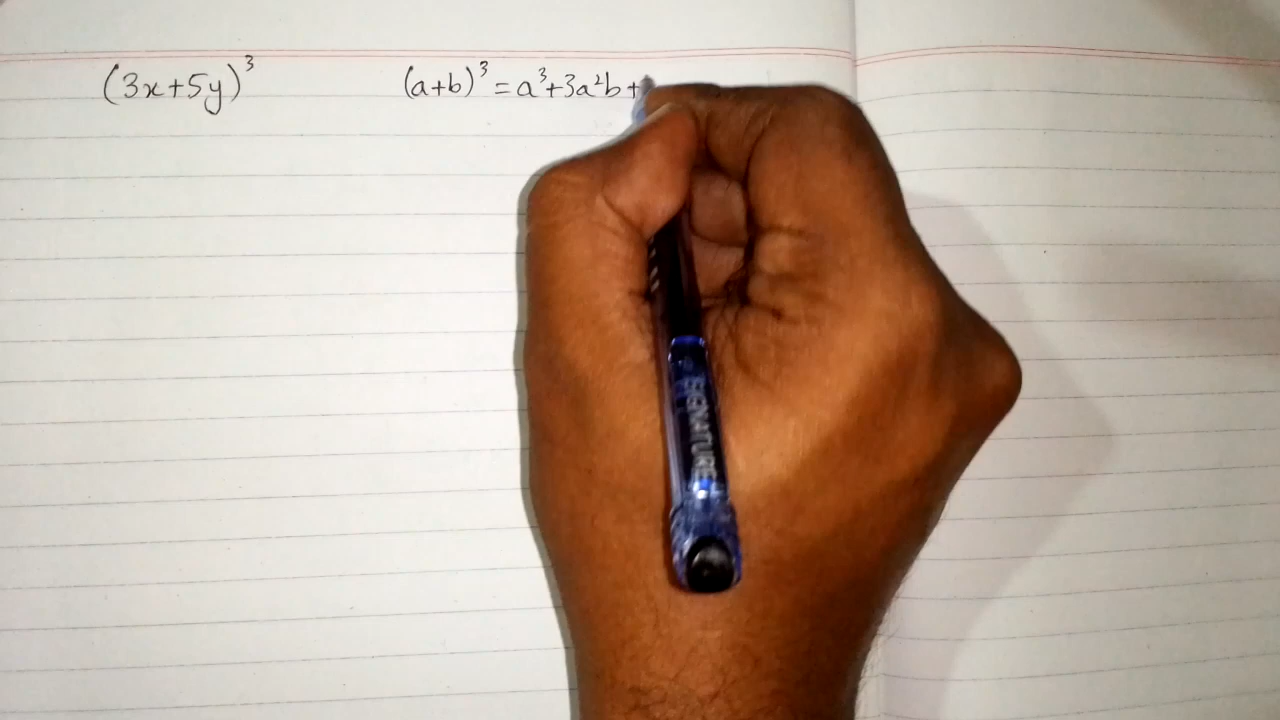 (3x+5y)³ (a+b)³ = a³+3a²b+
SIGNATURE